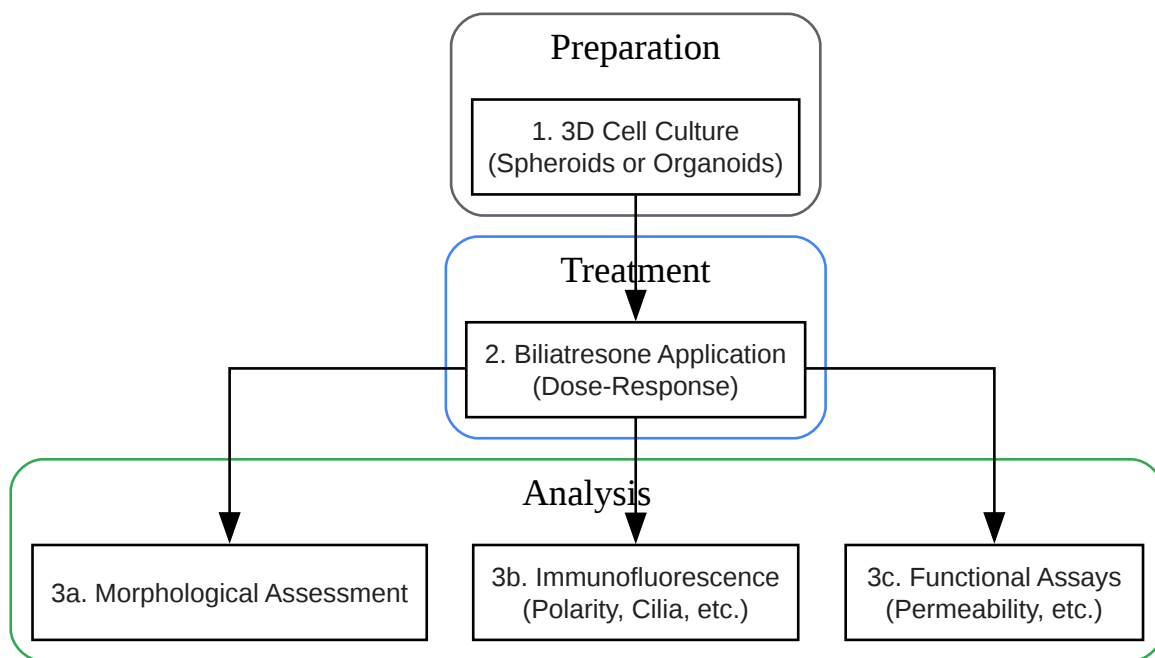 Preparation
1. 3D Cell Culture
(Spheroids or Organoids)
Treatment
2. Biliatresone Application
(Dose-Response)
Analysis
3a. Morphological Assessment
3b. Immunofluorescence
(Polarity, Cilia, etc.)
3c. Functional Assays
(Permeability, etc.)